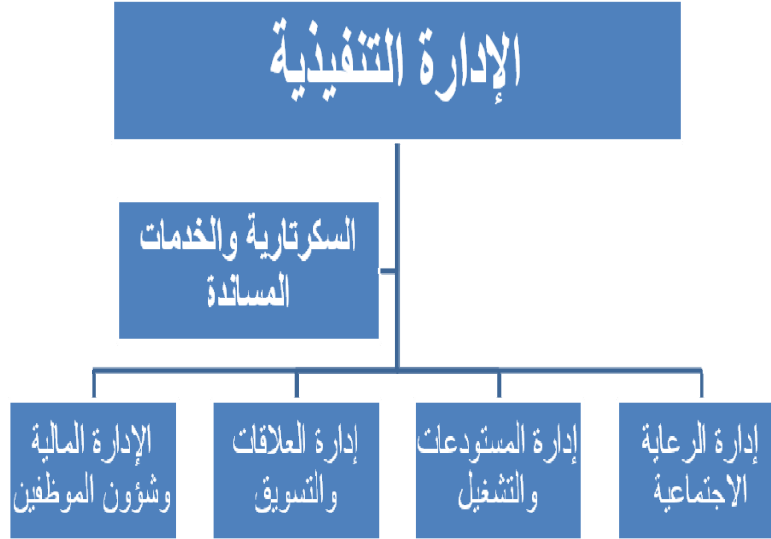 الإدارة التنفيذية
السكرتارية والخدمات
المساندة
إدارة الرعاية
الاجتماعية
إدارة المستودعات
والتشغيل
إدارة العلاقات
والتسويق
الإدارة المالية
وشؤون الموظفين